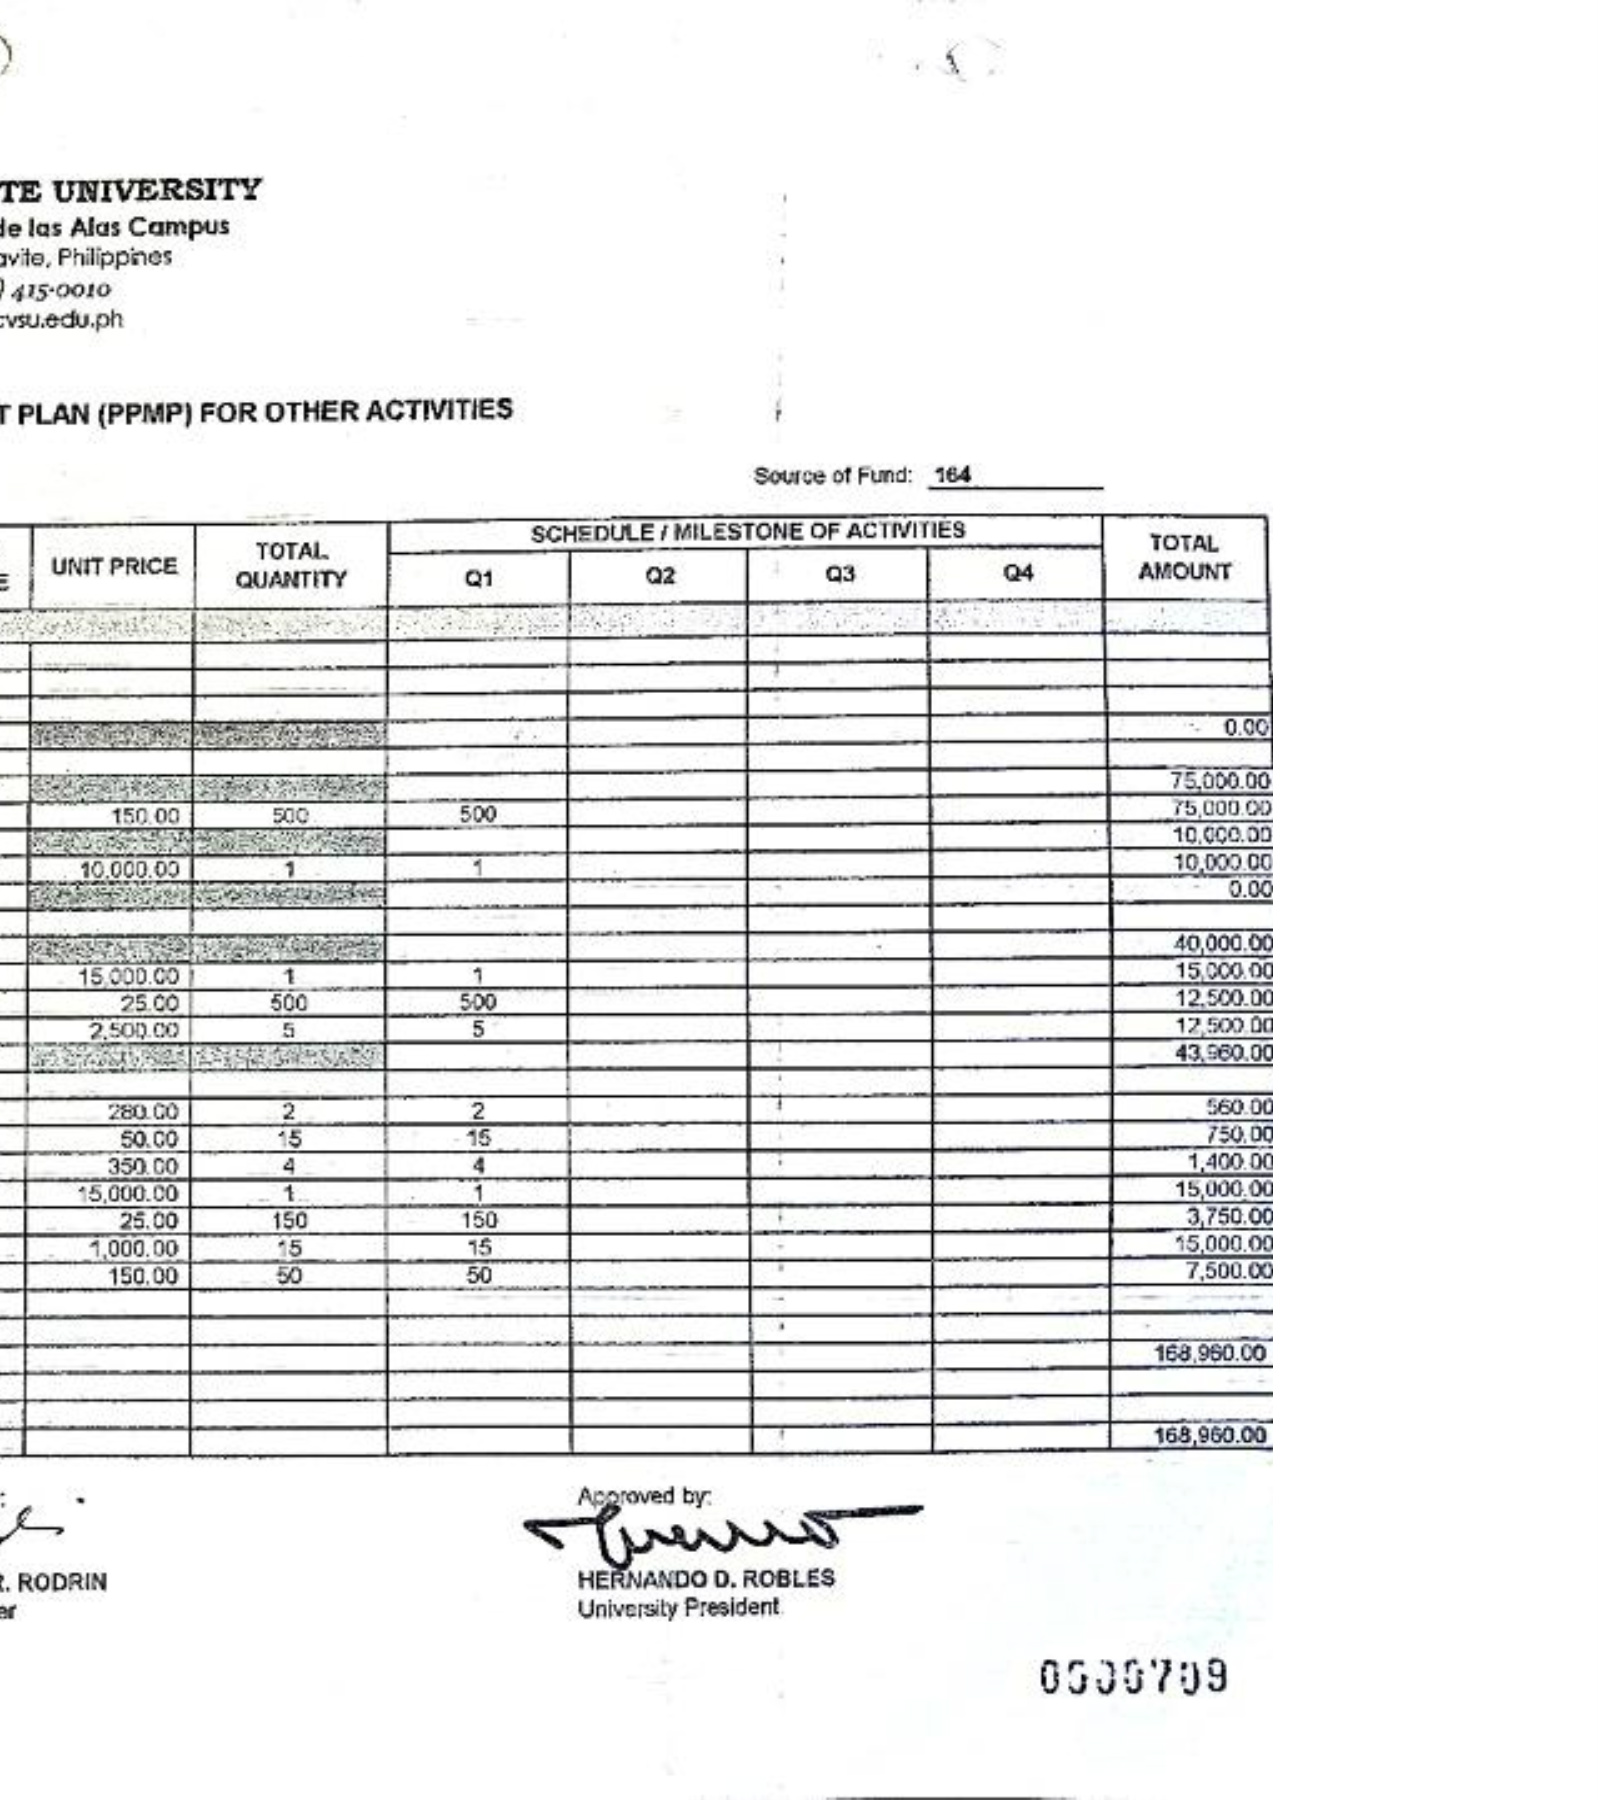 TE UNIVERSITY
de las Alas Campus
avite, Philippines
) 415-0010
cvsu.edu.ph
T PLAN (PPMP) FOR OTHER ACTIVITIES
Source of Fund: 164
E UNIT PRICE TOTAL QUANTITY SCHEDULE / MILESTONE OF ACTIVITIES TOTAL AMOUNT
Q1 Q2 Q3 Q4
0.00
75,000.00
150.00 500 500 75,000.00
10,000.00
10,000.00 1 1 10,000.00
0.00
40,000.00
15,000.00 1 1 15,000.00
25.00 500 500 12,500.00
2,500.00 5 5 12,500.00
43,960.00
280.00 2 2 560.00
50.00 15 15 750.00
350.00 4 4 1,400.00
15,000.00 1 1 15,000.00
25.00 150 150 3,750.00
1,000.00 15 15 15,000.00
150.00 50 50 7,500.00
168,960.00
168,960.00
: Approved by:
R. RODRIN HERNANDO D. ROBLES
er University President